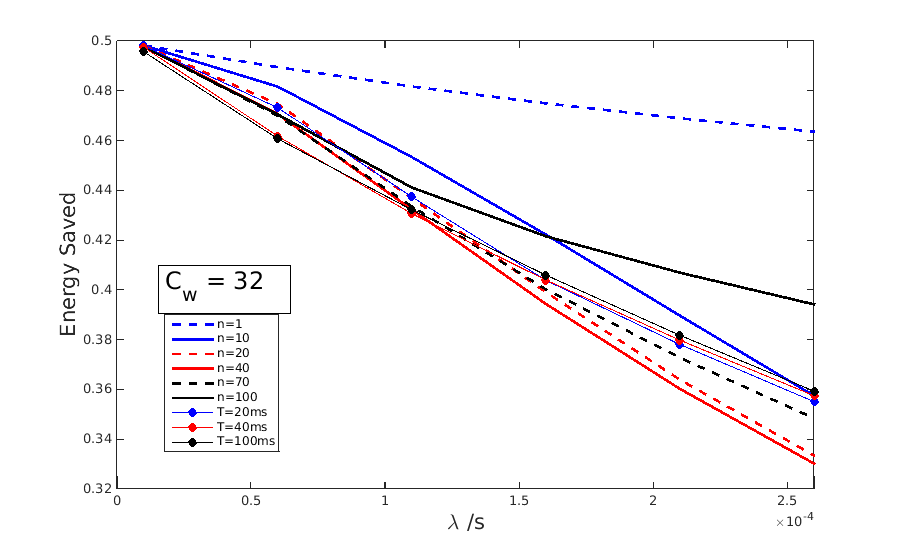 0.5
0.48
0.46
0.44
0.42
0.4
0.38
0.36
0.34
0.32
Energy Saved
C_w = 32
n=1
n=10
n=20
n=40
n=70
n=100
T=20ms
T=40ms
T=100ms
0 0.5 1 1.5 2 2.5
×10^-4
λ /s